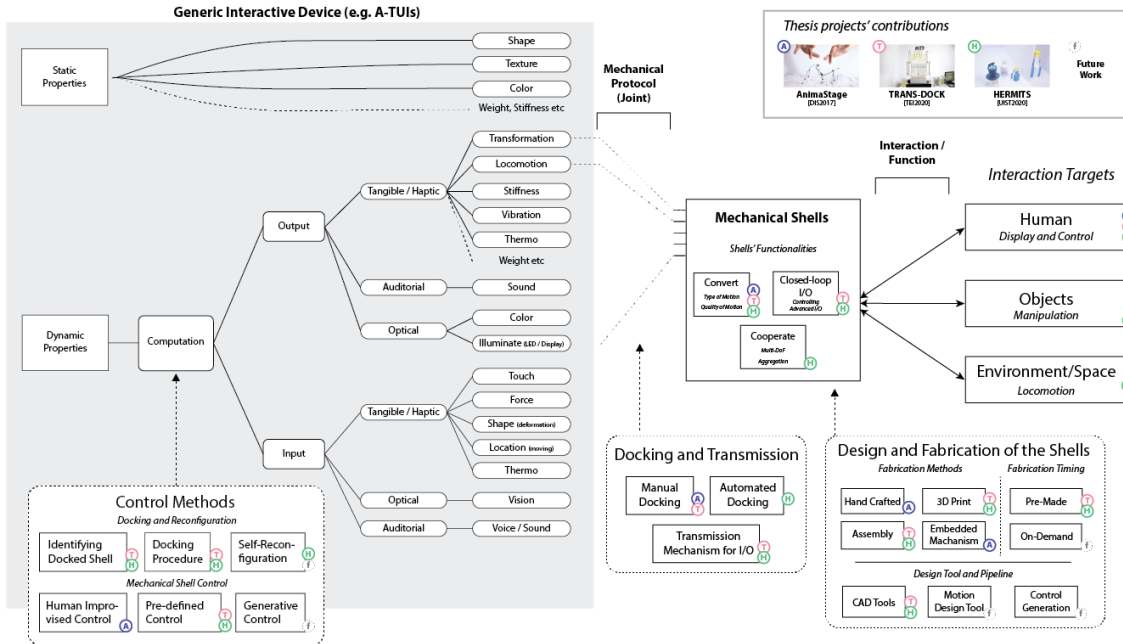 Generic Interactive Device (e.g. A-TUIs)
Static
Properties
Shape
Texture
Color
Weight, Stiffness etc
Dynamic
Properties
Computation
Output
Tangible / Haptic
Transformation
Locomotion
Stiffness
Vibration
Thermo
Weight etc
Auditorial
Sound
Optical
Color
Illuminate (LED / Display)
Input
Tangible / Haptic
Touch
Force
Shape (deformation)
Location (moving)
Thermo
Optical
Vision
Auditorial
Voice / Sound
Control Methods
Docking and Reconfiguration
Identifying
Docked Shell
T
H
Docking
Procedure
T
H
Self-Recon-
figuration
H
f
Mechanical Shell Control
Human Impro-
vised Control
A
Pre-defined
Control
T
H
Generative
Control
f
Mechanical
Protocol
(Joint)
Thesis projects' contributions
A
AnimaStage
[DIS2017]
T
TRANS-DOCK
[TEI2020]
H
HERMITS
[UIST2020]
f
Future
Work
Interaction /
Function
Interaction Targets
Mechanical Shells
Shells' Functionalities
Convert
Type of Motion
Quality of Motion
A
T
H
Closed-loop
I/O
Controlling
Advanced I/O
T
H
Cooperate
Multi-DoF
Aggregation
H
Human
Display and Control
Objects
Manipulation
Environment/Space
Locomotion
Docking and Transmission
Manual
Docking
A
T
Automated
Docking
H
Transmission
Mechanism for I/O
T
H
Design and Fabrication of the Shells
Fabrication Methods
Fabrication Timing
Hand Crafted
A
3D Print
T
H
Pre-Made
T
H
Assembly
T
H
Embedded
Machanism
A
On-Demand
f
Design Tool and Pipeline
CAD Tools
T
H
Motion
Design Tool
f
Control
Generation
f